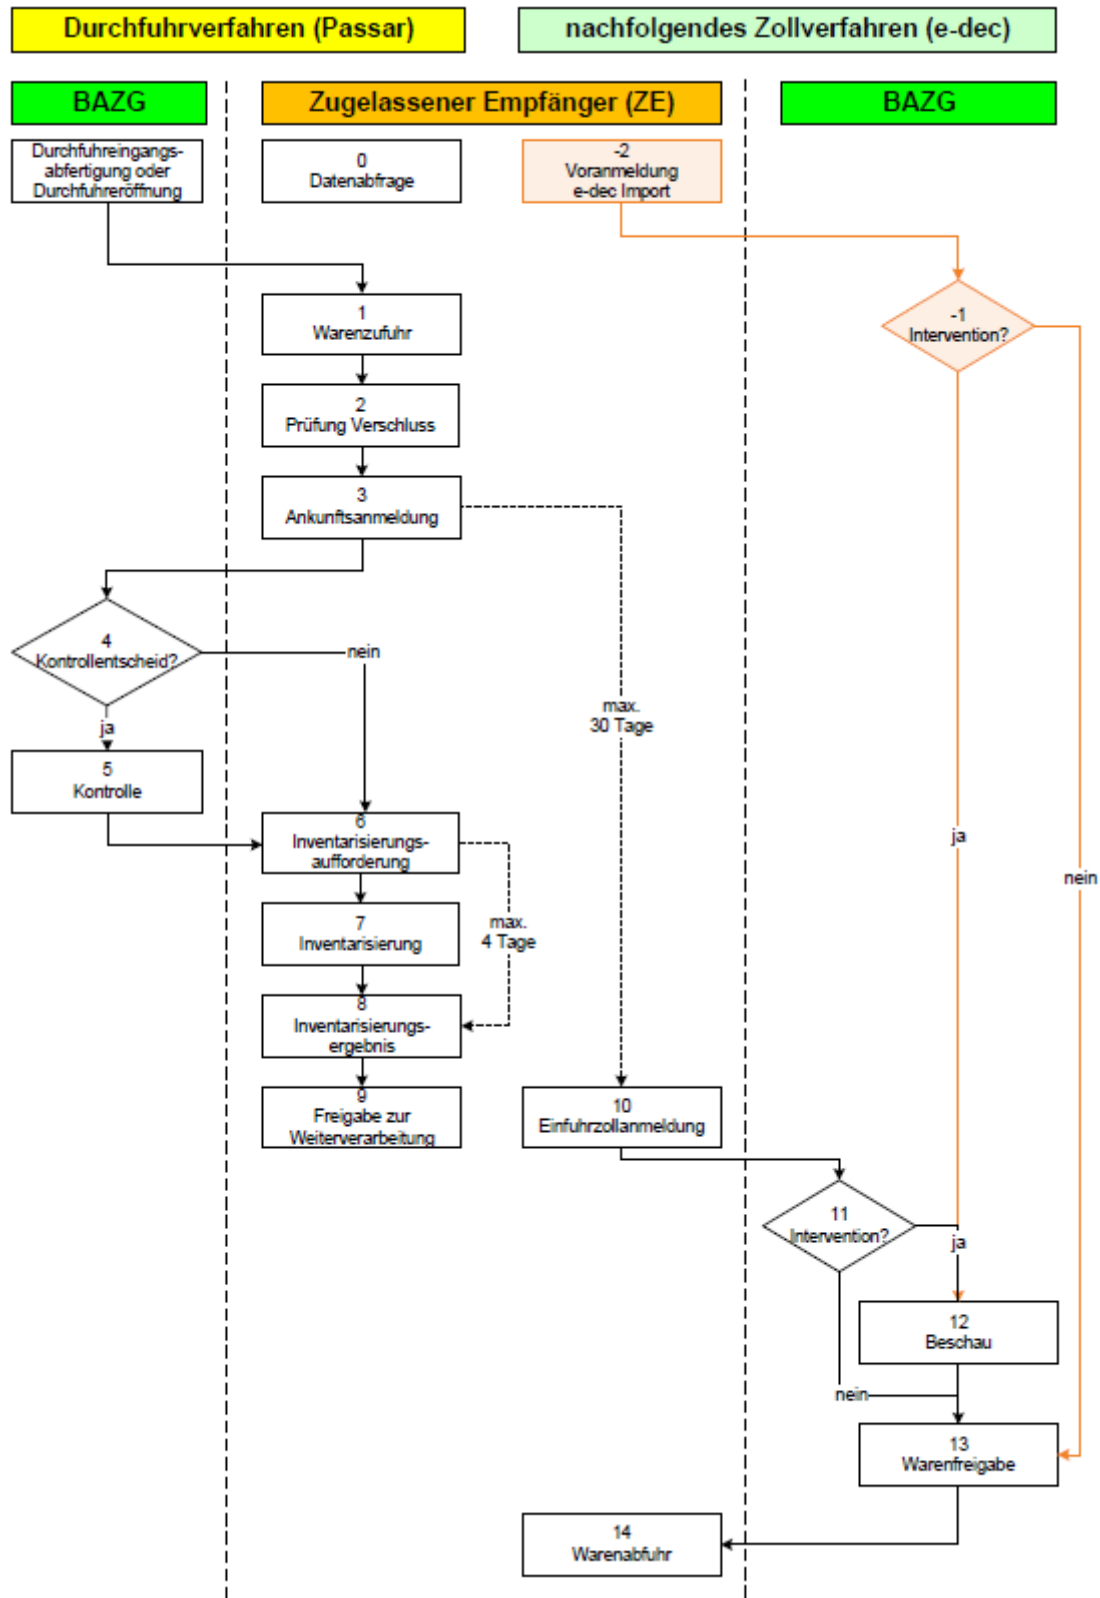 Durchfuhrverfahren (Passar)
nachfolgendes Zollverfahren (e-dec)
BAZG
Zugelassener Empfänger (ZE)
BAZG
Durchfuhreingangs-
abfertigung oder
Durchfuhreröffnung
0
Datenabfrage
-2
Voranmeldung
e-dec Import
-1
Intervention?
1
Warenzufuhr
2
Prüfung Verschluss
3
Ankunftsanmeldung
4
Kontrollentscheid?
nein
ja
max.
30 Tage
5
Kontrolle
6
Inventarisierungs-
aufforderung
ja
nein
7
Inventarisierung
max.
4 Tage
8
Inventarisierungs-
ergebnis
9
Freigabe zur
Weiterverarbeitung
10
Einfuhrzollanmeldung
11
Intervention?
ja
12
Beschau
nein
13
Warenfreigabe
14
Warenabfuhr